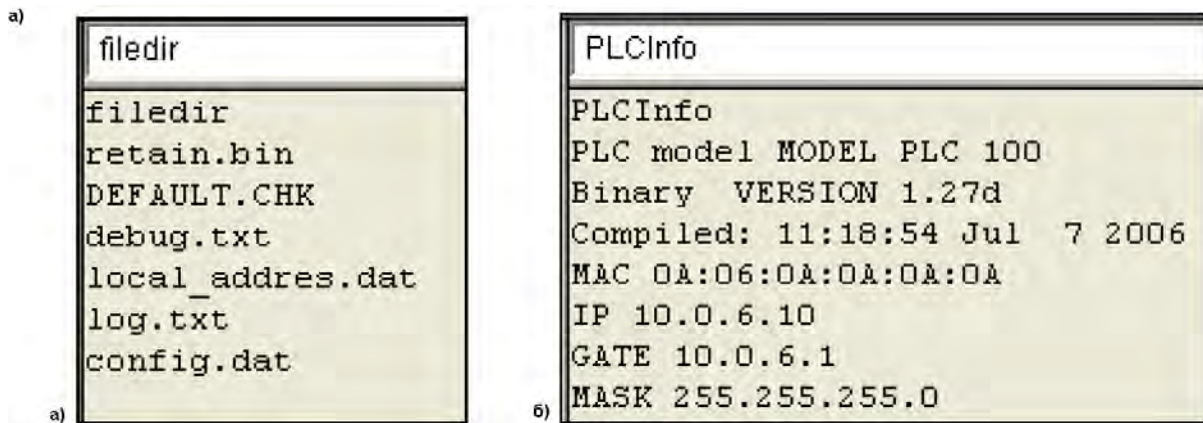 а)
filedir
filedir
retain.bin
DEFAULT.CHK
debug.txt
local_addres.dat
log.txt
config.dat
а)
PLCInfo
PLCInfo
PLC model MODEL PLC 100
Binary  VERSION 1.27d
Compiled: 11:18:54 Jul  7 2006
MAC 0A:06:0A:0A:0A:0A
IP 10.0.6.10
GATE 10.0.6.1
MASK 255.255.255.0
б)